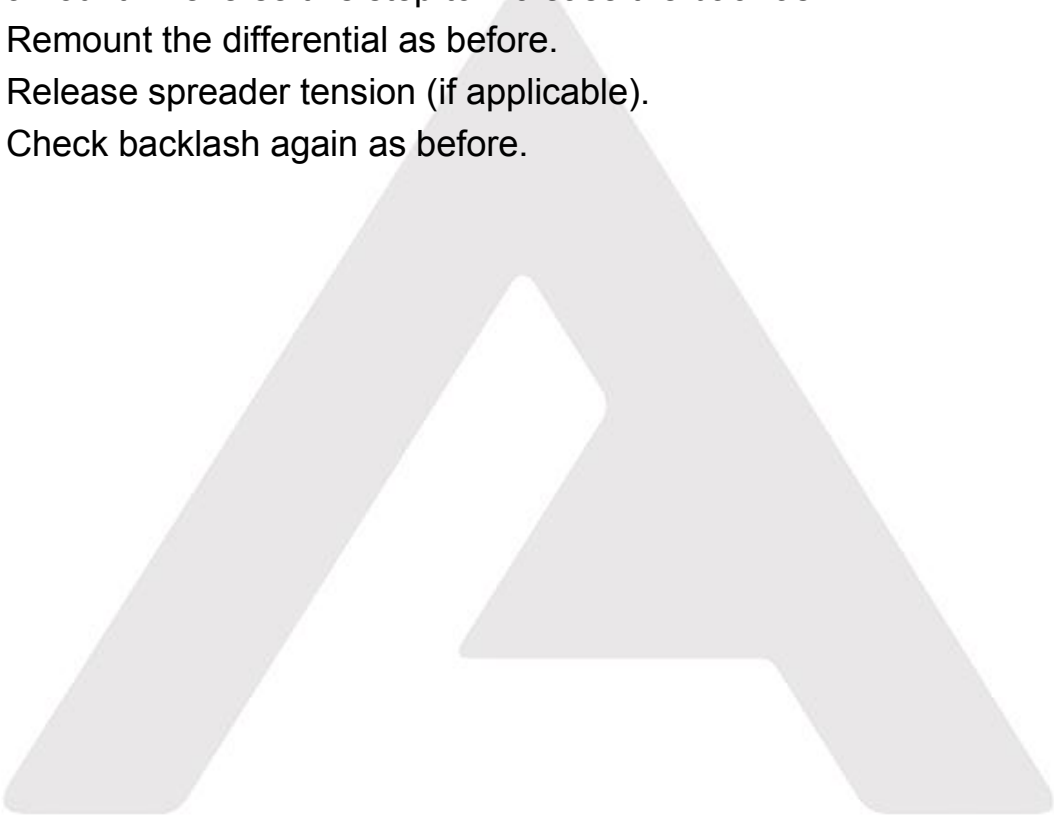 Remount the differential as before.
Release spreader tension (if applicable).
Check backlash again as before.